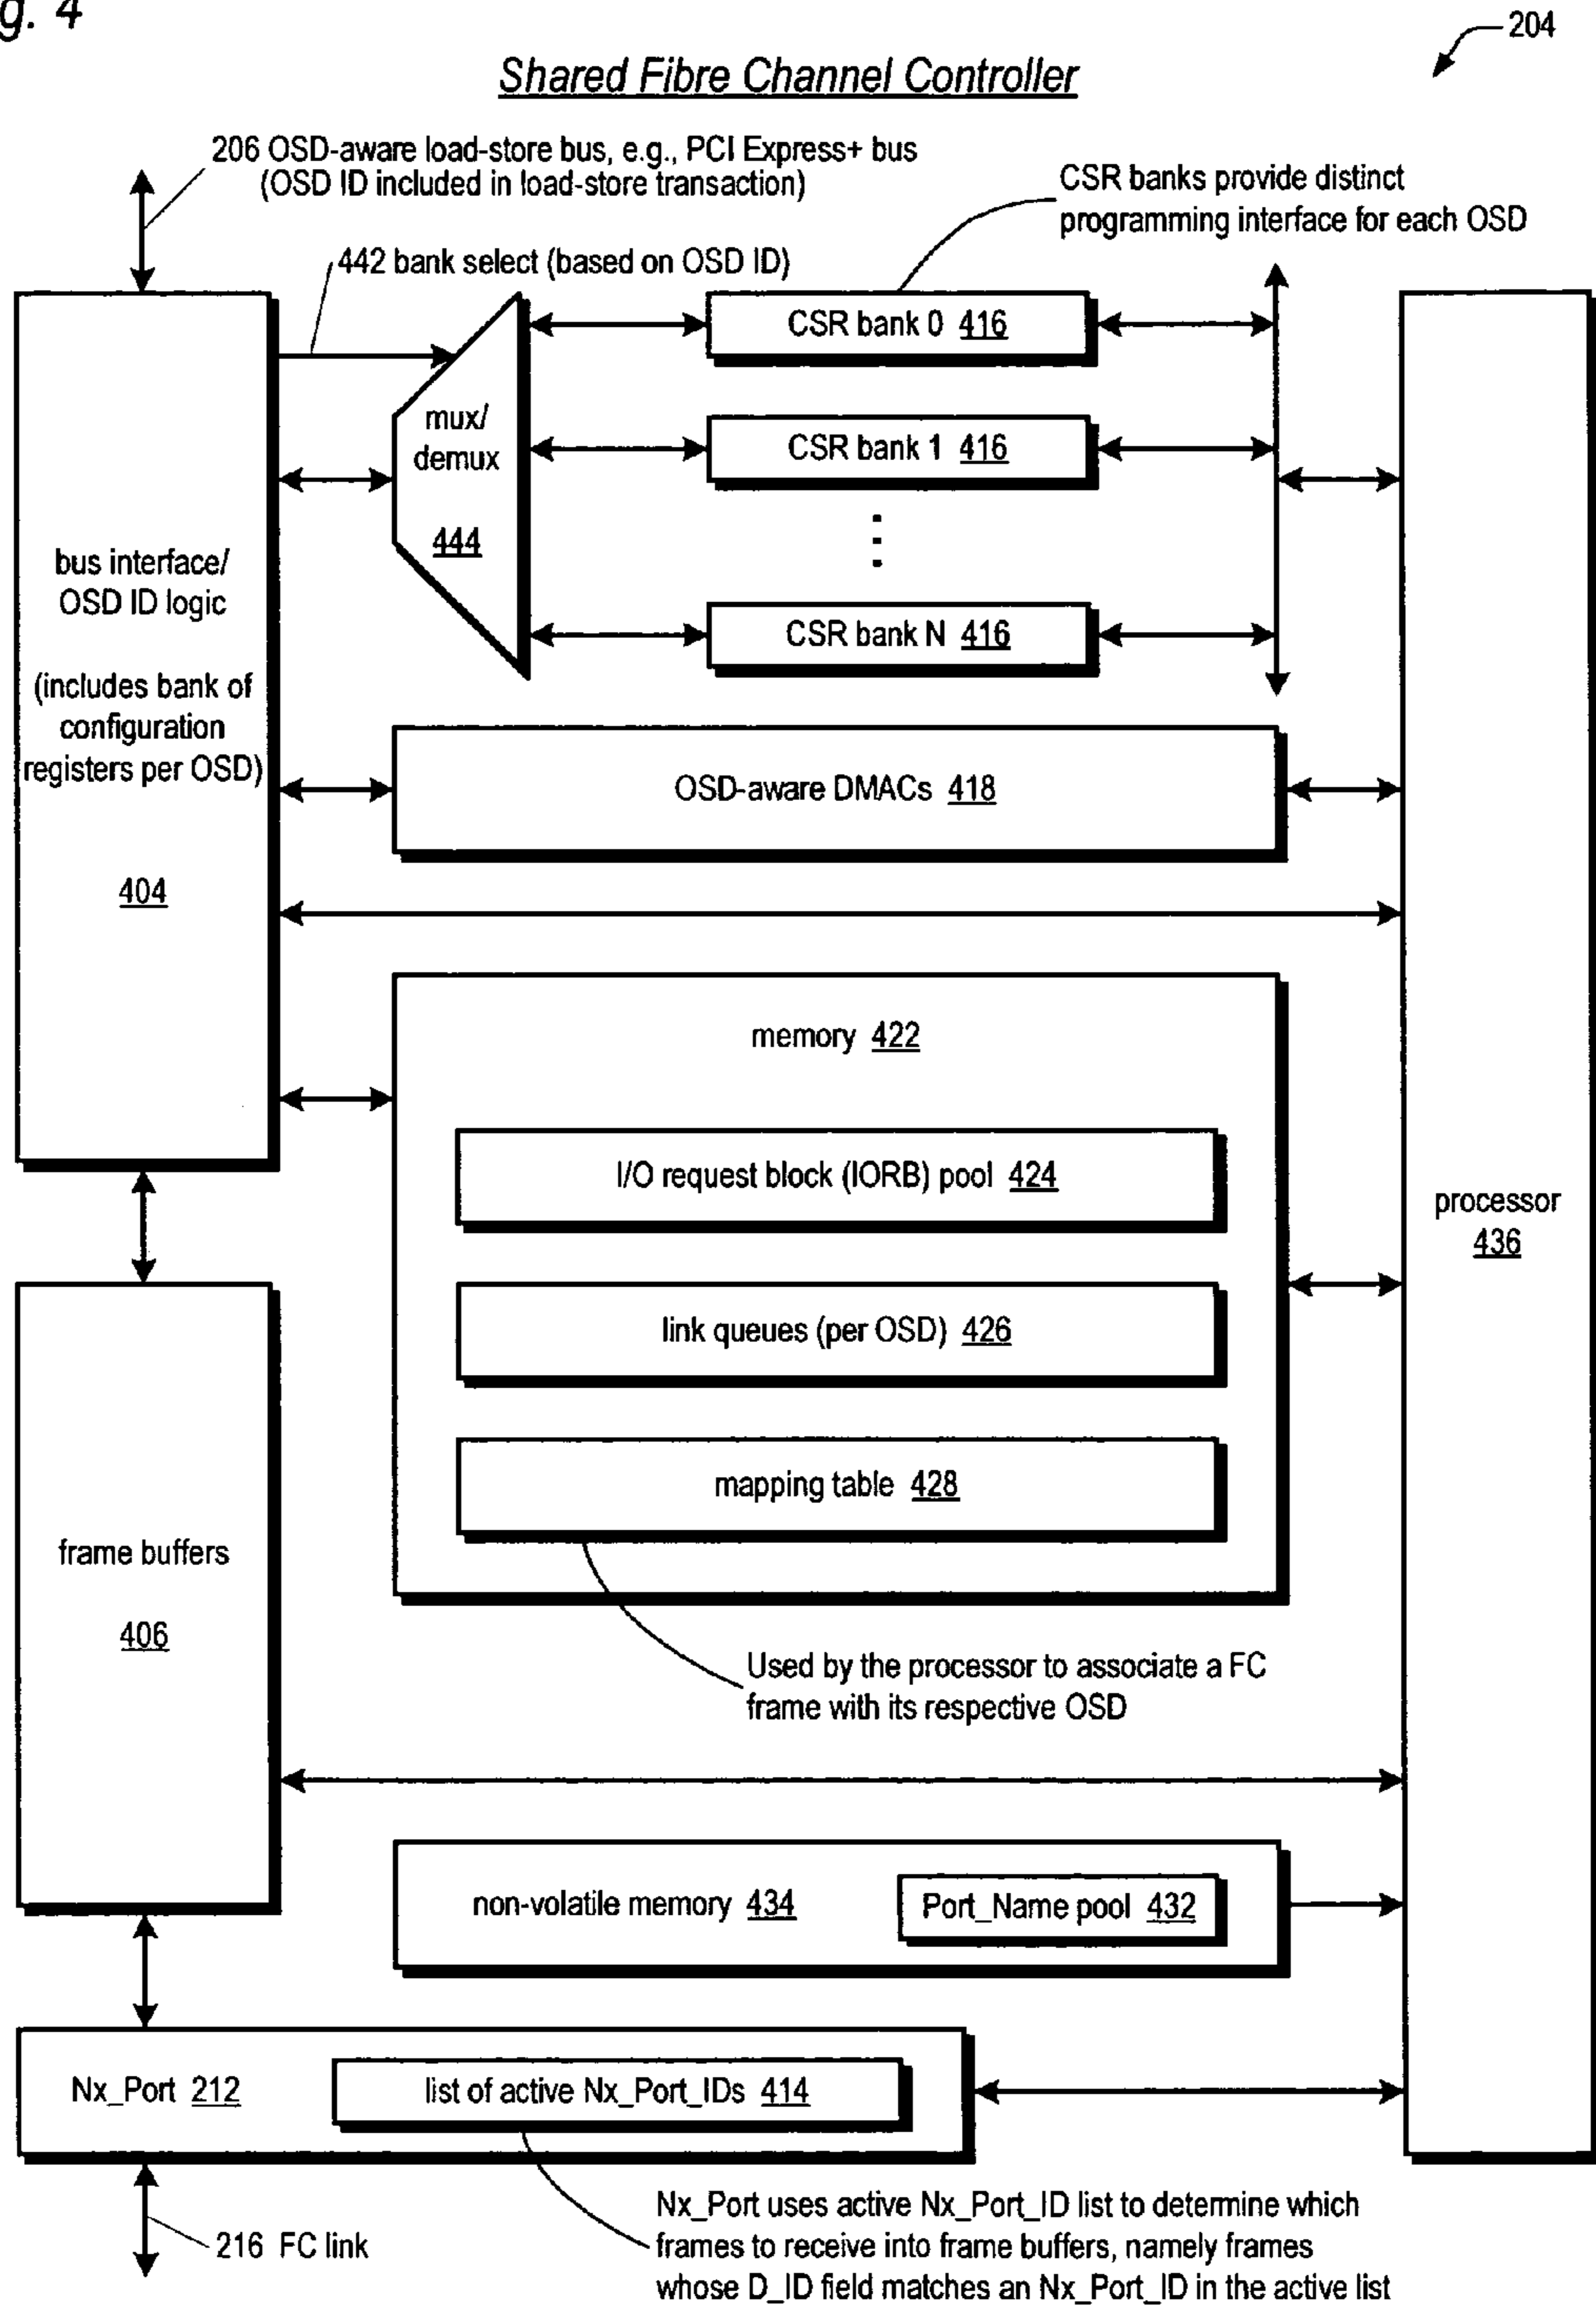 g. 4
204
Shared Fibre Channel Controller
206 OSD-aware load-store bus, e.g., PCI Express+ bus
(OSD ID included in load-store transaction)
CSR banks provide distinct
programming interface for each OSD
442 bank select (based on OSD ID)
CSR bank 0 416
mux/
demux
444
CSR bank 1 416
CSR bank N 416
bus interface/
OSD ID logic
(includes bank of
configuration
registers per OSD)
404
OSD-aware DMACs 418
memory 422
I/O request block (IORB) pool 424
link queues (per OSD) 426
mapping table 428
processor
436
frame buffers
406
Used by the processor to associate a FC
frame with its respective OSD
non-volatile memory 434
Port_Name pool 432
Nx_Port 212
list of active Nx_Port_IDs 414
216 FC link
Nx_Port uses active Nx_Port_ID list to determine which
frames to receive into frame buffers, namely frames
whose D_ID field matches an Nx_Port_ID in the active list